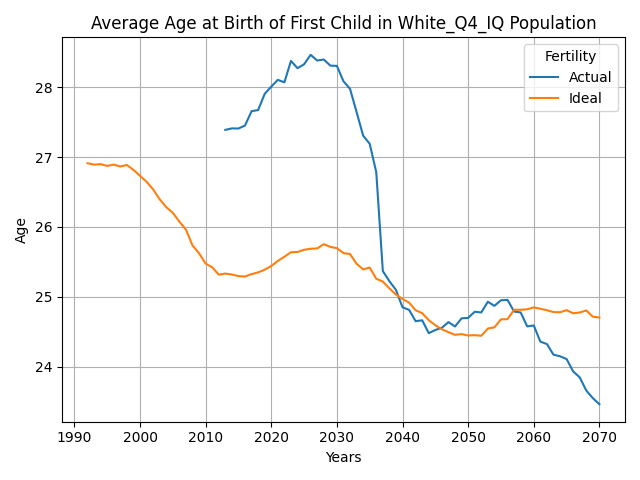 Average Age at Birth of First Child in White_Q4_IQ Population
Fertility
Actual
Ideal
Age
28
27
26
25
24
1990 2000 2010 2020 2030 2040 2050 2060 2070
Years